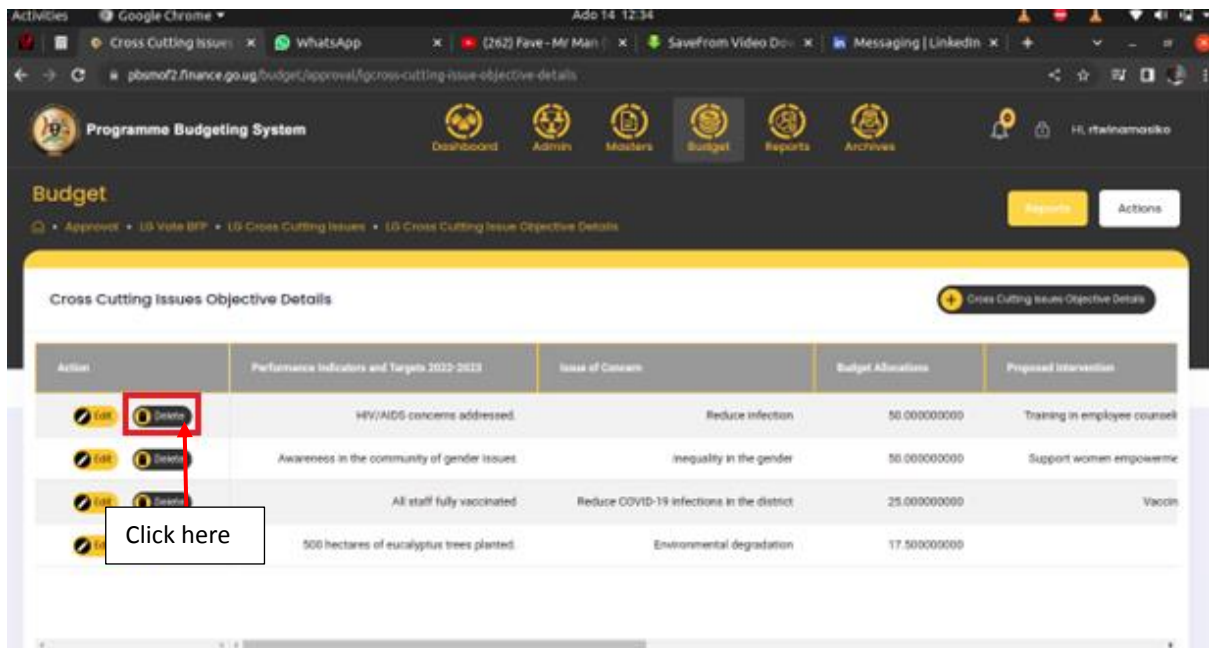 Activities Google Chrome Ado 14 12:34
Cross Cutting Issues WhatsApp (262) Fave - Mr Man SaveFrom Video Do Messaging | LinkedIn
pbsmof2.finance.go.ug/budget/approval/lgcross-cutting-issue-objective-details
Programme Budgeting System Dashboard Admin Masters Budget Reports Archives Hi, rtwinamasiko
Budget
Reports Actions
Approval • LG Vote BFP • LG Cross Cutting Issues • LG Cross Cutting Issue Objective Details
Cross Cutting Issues Objective Details
Cross Cutting Issues Objective Details
Action Performance Indicators and Targets 2022-2023 Issue of Concern Budget Allocations Proposed Intervention
Edit Delete HIV/AIDS concerns addressed. Reduce infection 50.000000000 Training in employee counseli
Edit Delete Awareness in the community of gender issues Inequality in the gender 50.000000000 Support women empowerme
Edit Delete All staff fully vaccinated Reduce COVID-19 infections in the district 25.000000000 Vaccin
500 hectares of eucalyptus trees planted. Environmental degradation 17.500000000
Click here